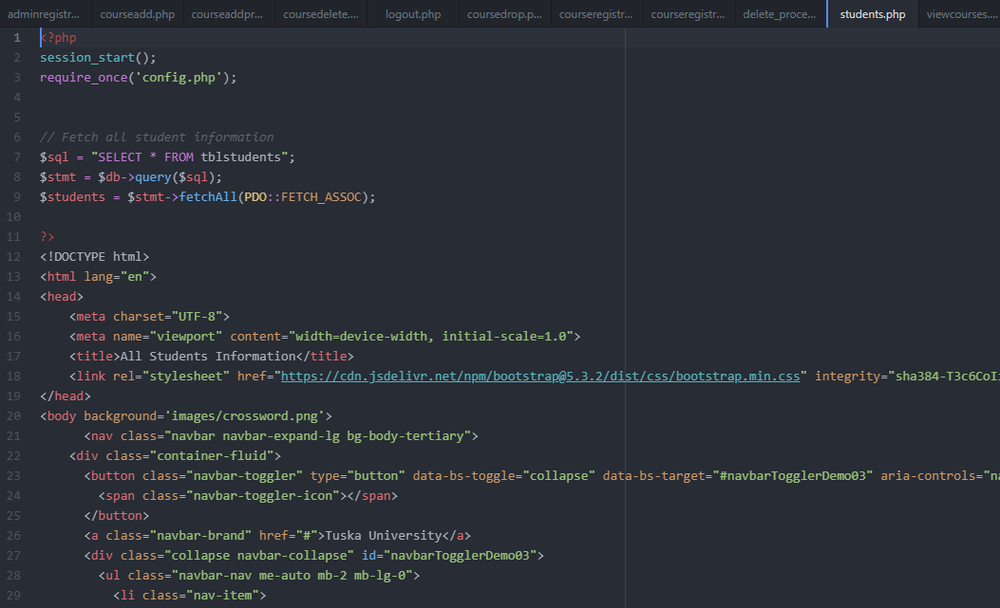 adminregistr... courseadd.php courseaddpr... coursedelete.... logout.php coursedrop.p... courseregistr... courseregistr... delete_proce... students.php viewcourses....
1 <?php
2 session_start();
3 require_once('config.php');
4
5
6 // Fetch all student information
7 $sql = "SELECT * FROM tblstudents";
8 $stmt = $db->query($sql);
9 $students = $stmt->fetchAll(PDO::FETCH_ASSOC);
10
11 ?>
12 <!DOCTYPE html>
13 <html lang="en">
14 <head>
15 <meta charset="UTF-8">
16 <meta name="viewport" content="width=device-width, initial-scale=1.0">
17 <title>All Students Information</title>
18 <link rel="stylesheet" href="https://cdn.jsdelivr.net/npm/bootstrap@5.3.2/dist/css/bootstrap.min.css" integrity="sha384-T3c6CoI
19 </head>
20 <body background='images/crossword.png'>
21 <nav class="navbar navbar-expand-lg bg-body-tertiary">
22 <div class="container-fluid">
23 <button class="navbar-toggler" type="button" data-bs-toggle="collapse" data-bs-target="#navbarTogglerDemo03" aria-controls="na
24 <span class="navbar-toggler-icon"></span>
25 </button>
26 <a class="navbar-brand" href="#">Tuska University</a>
27 <div class="collapse navbar-collapse" id="navbarTogglerDemo03">
28 <ul class="navbar-nav me-auto mb-2 mb-lg-0">
29 <li class="nav-item">